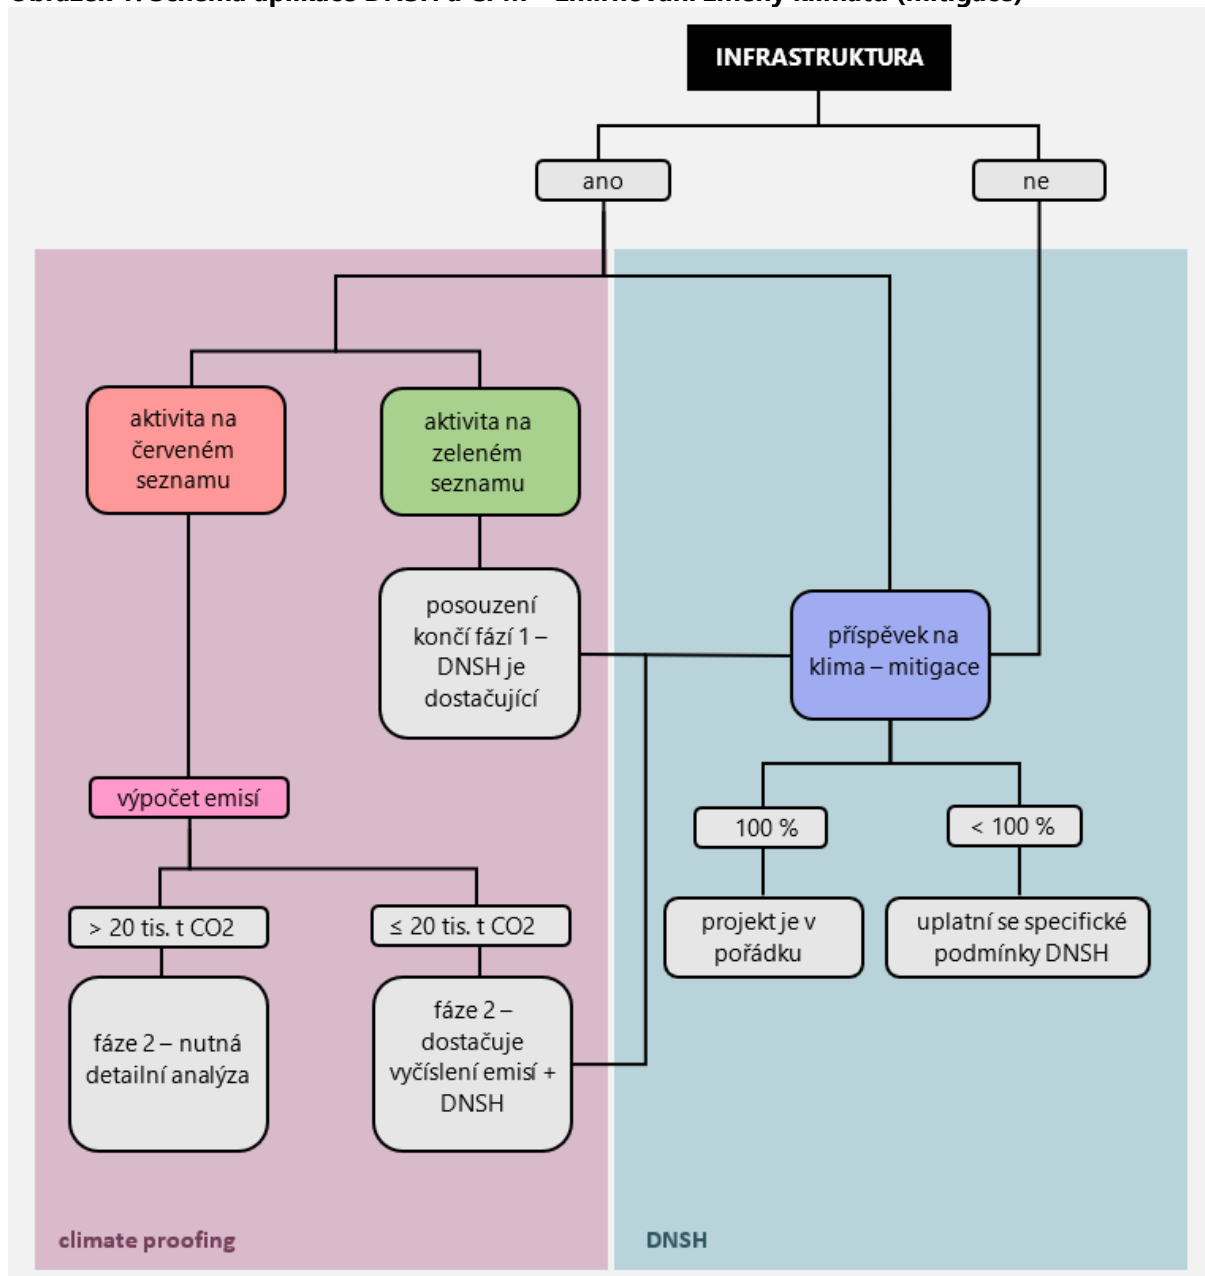 INFRASTRUKTURA
ano
ne
aktivita na
červeném
seznamu
aktivita na
zeleném
seznamu
posouzení
končí fází 1 –
DNSH je
dostačující
příspěvek na
klima – mitigace
výpočet emisí
100 %
< 100 %
projekt je v
pořádku
uplatní se specifické
podmínky DNSH
> 20 tis. t CO2
≤ 20 tis. t CO2
fáze 2 – nutná
detailní analýza
fáze 2 –
dostačuje
vyčíslení emisí +
DNSH
climate proofing
DNSH